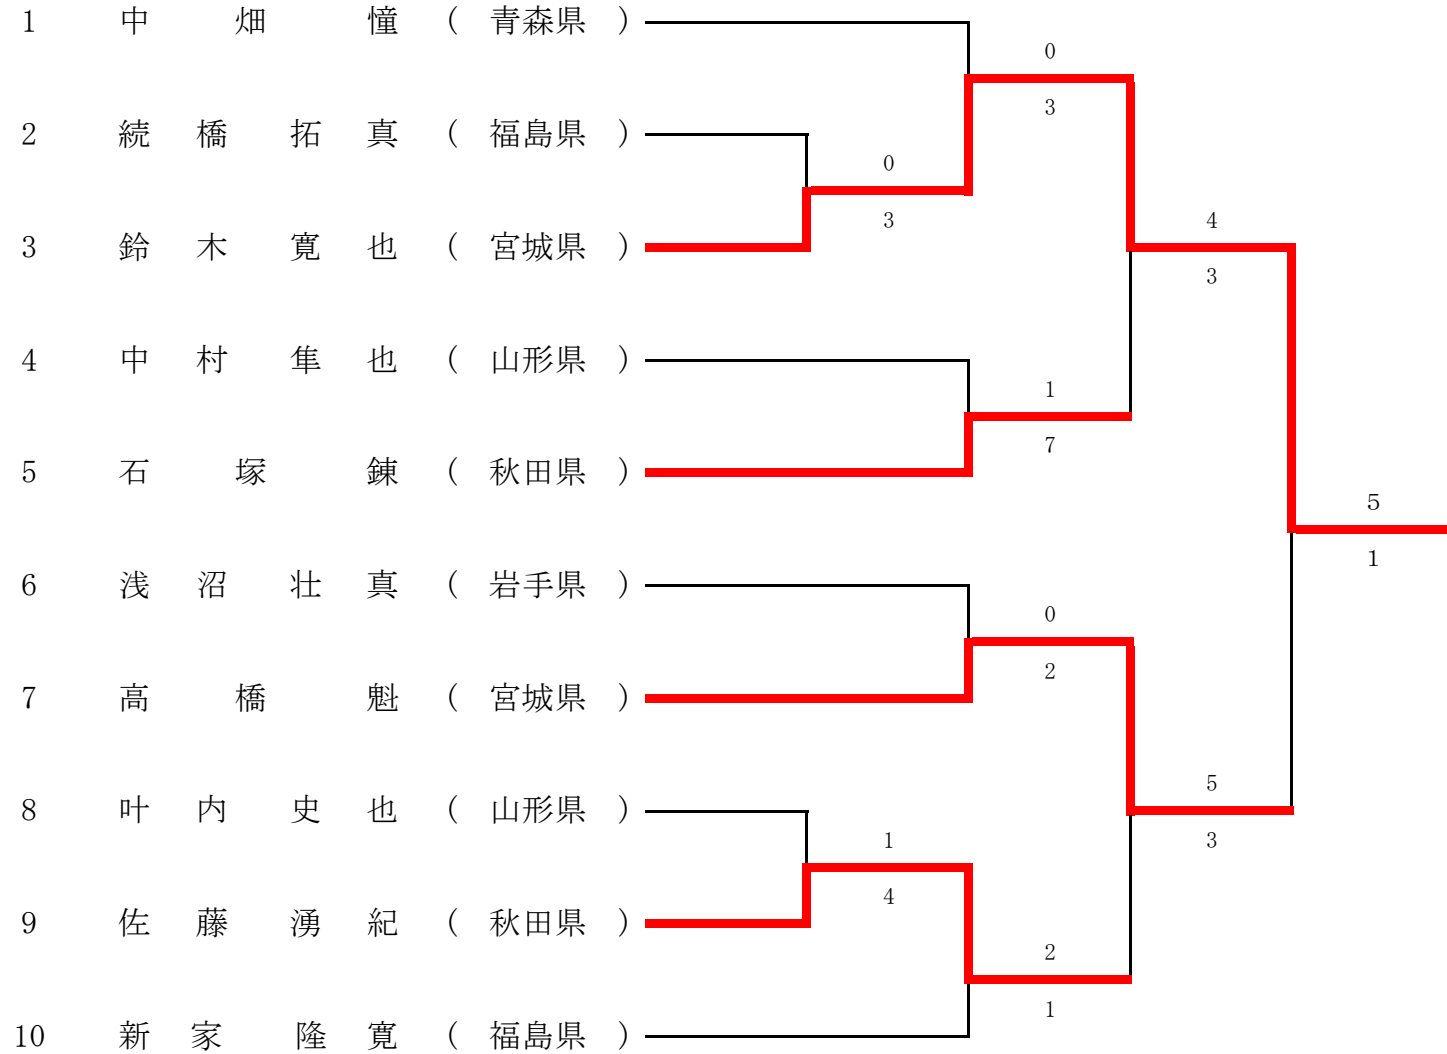 1 中畑憧 ( 青森県 )
0
3
2 続橋拓真 ( 福島県 )
0
3
3 鈴木寛也 ( 宮城県 )
4
3
4 中村隼也 ( 山形県 )
1
7
5 石塚錬 ( 秋田県 )
5
1
6 浅沼壮真 ( 岩手県 )
0
2
7 高橋魁 ( 宮城県 )
5
3
8 叶内史也 ( 山形県 )
1
4
9 佐藤湧紀 ( 秋田県 )
2
1
10 新家隆寛 ( 福島県 )